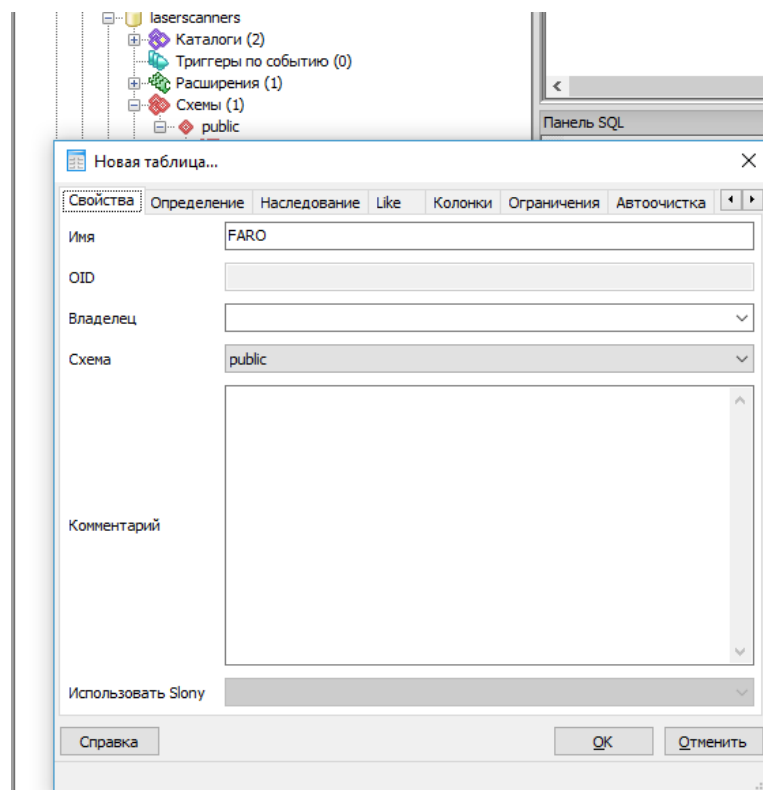 laserscanners
Каталоги (2)
Триггеры по событию (0)
Расширения (1)
Схемы (1)
public
Панель SQL
Новая таблица...
Свойства Определение Наследование Like Колонки Ограничения Автоочистка
Имя FARO
OID
Владелец
Схема public
Комментарий
Использовать Slony
Справка OK Отменить